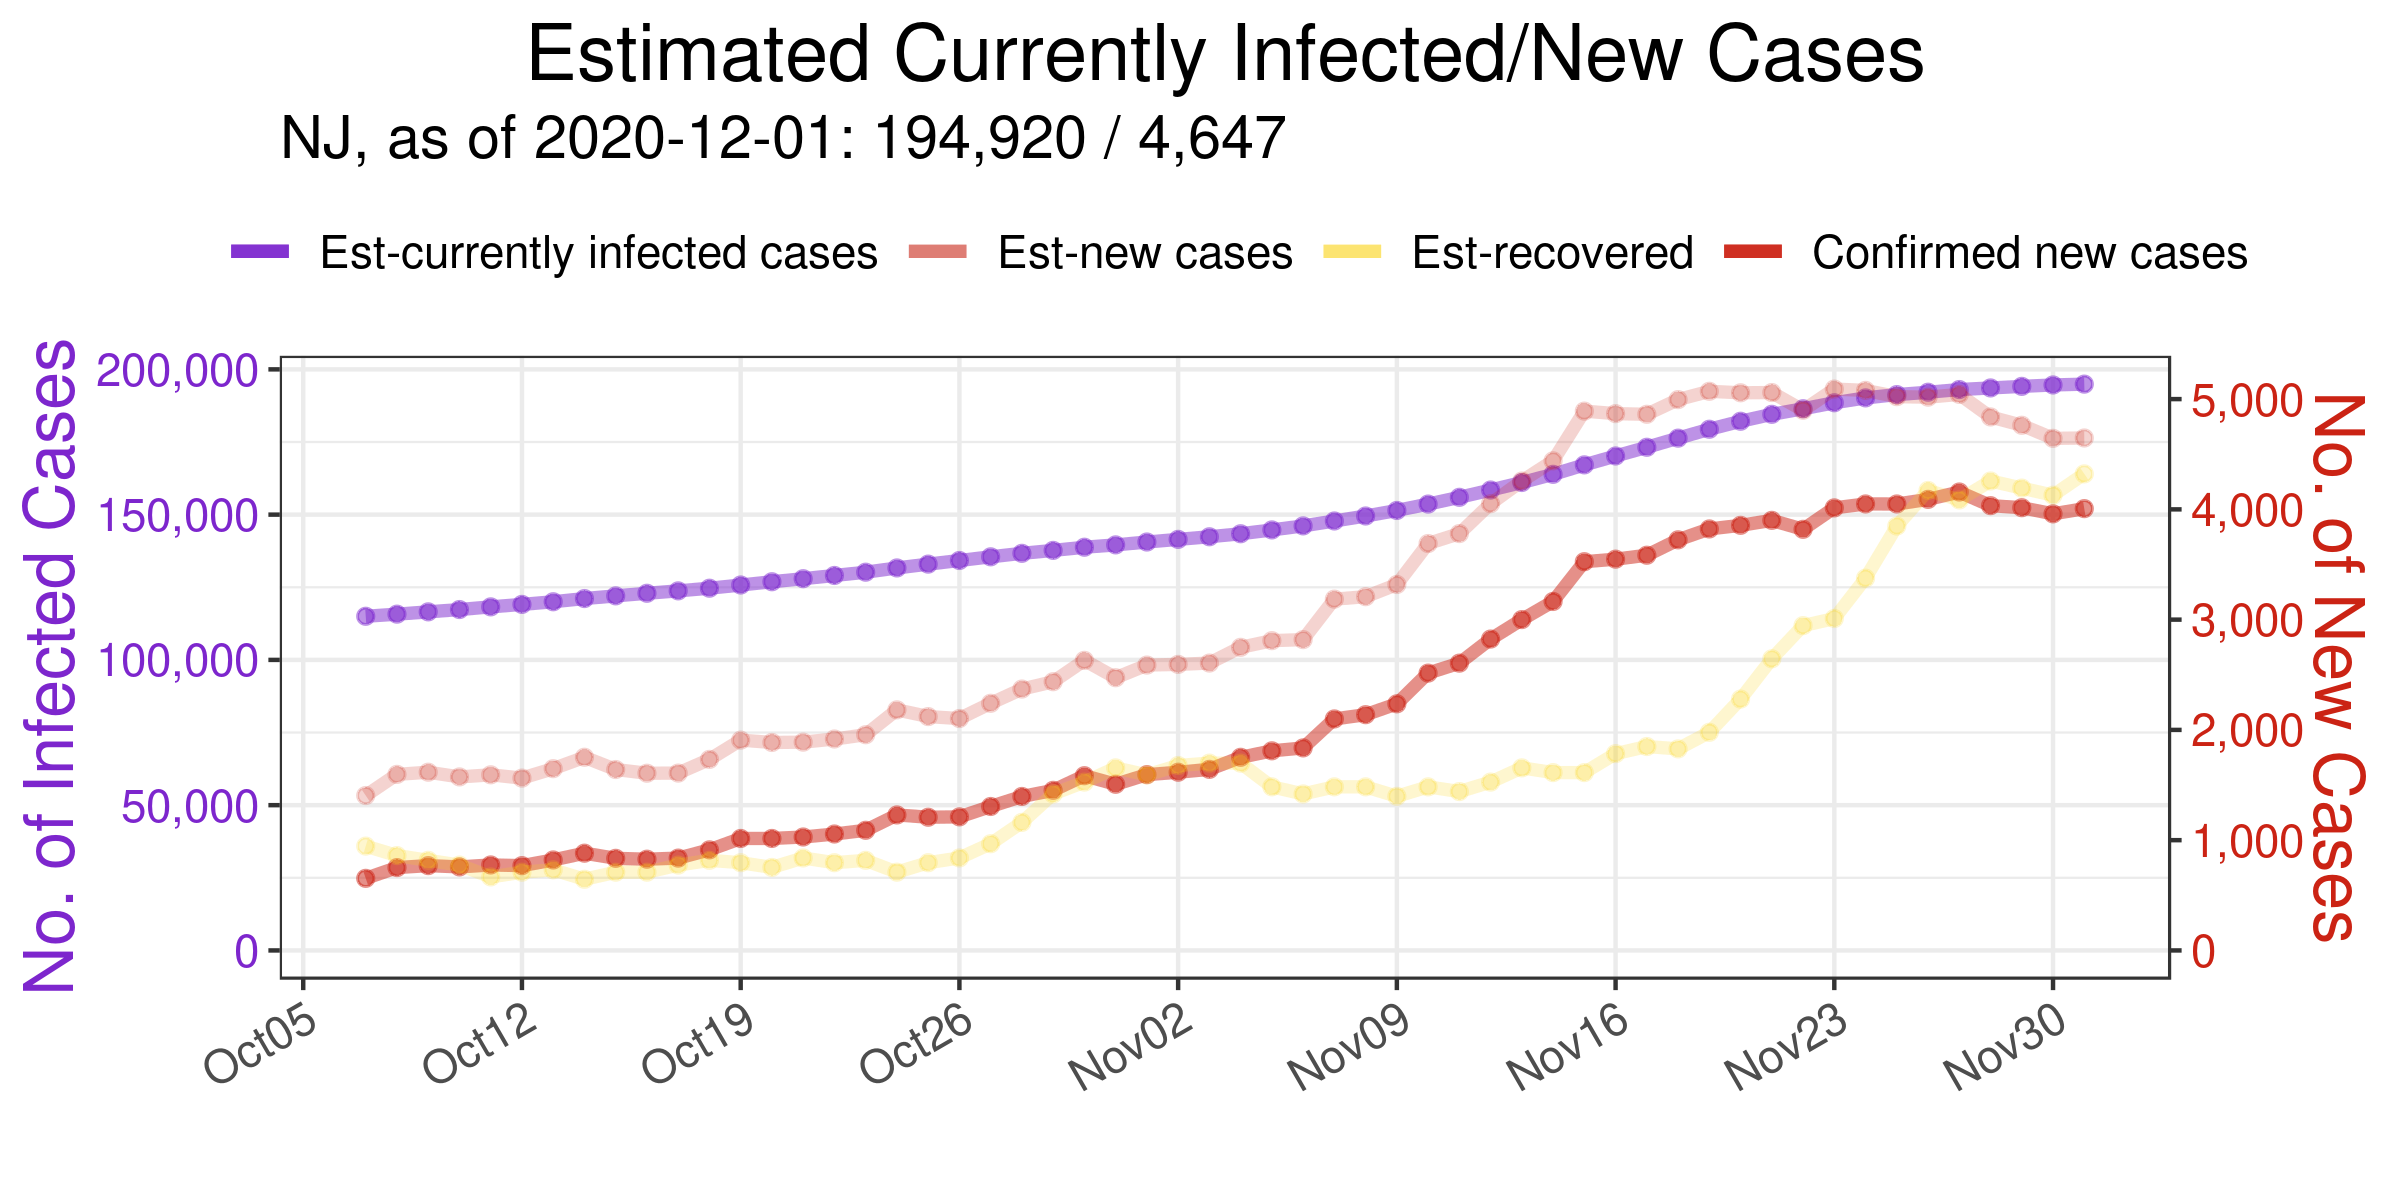 Estimated Currently Infected/New Cases
NJ, as of 2020-12-01: 194,920 / 4,647
Est-currently infected cases Est-new cases Est-recovered Confirmed new cases
No. of Infected Cases
200,000
150,000
100,000
50,000
0
5,000
4,000
3,000
2,000
1,000
0
No. of New Cases
Oct05 Oct12 Oct19 Oct26 Nov02 Nov09 Nov16 Nov23 Nov30